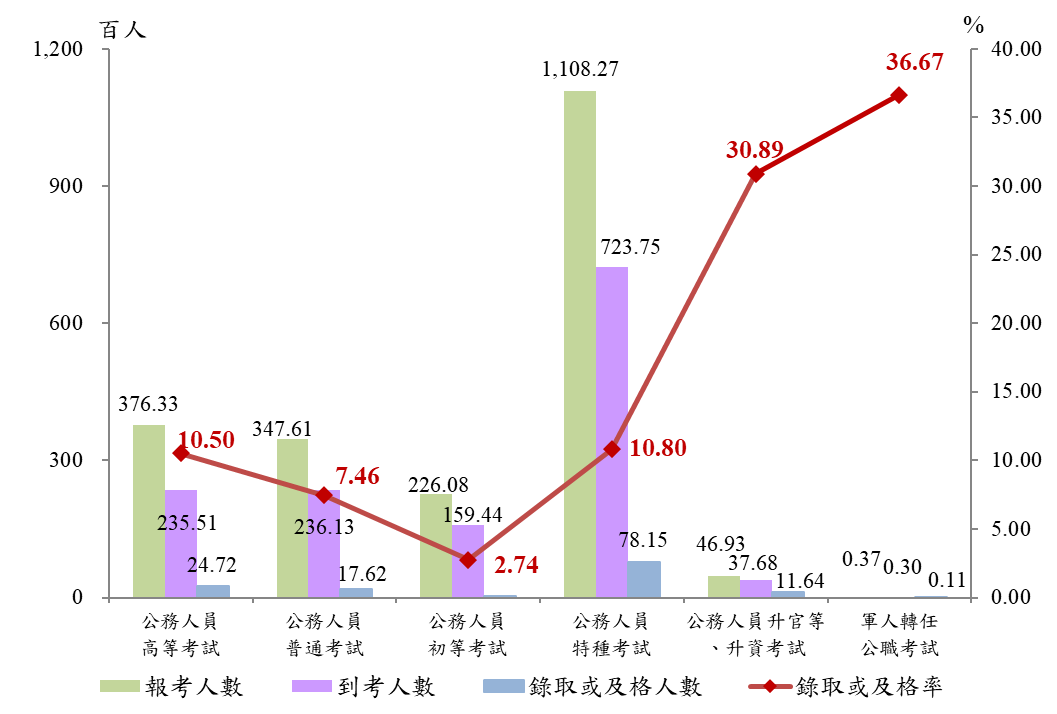 百人
%
1,200
900
600
300
0
40.00
35.00
30.00
25.00
20.00
15.00
10.00
5.00
0.00
376.33
235.51
24.72
10.50
347.61
236.13
17.62
7.46
226.08
159.44
2.74
1,108.27
723.75
78.15
10.80
46.93
37.68
11.64
30.89
0.37
0.30
0.11
36.67
公務人員
高等考試
公務人員
普通考試
公務人員
初等考試
公務人員
特種考試
公務人員升官等
、升資考試
軍人轉任
公職考試
報考人數
到考人數
錄取或及格人數
錄取或及格率